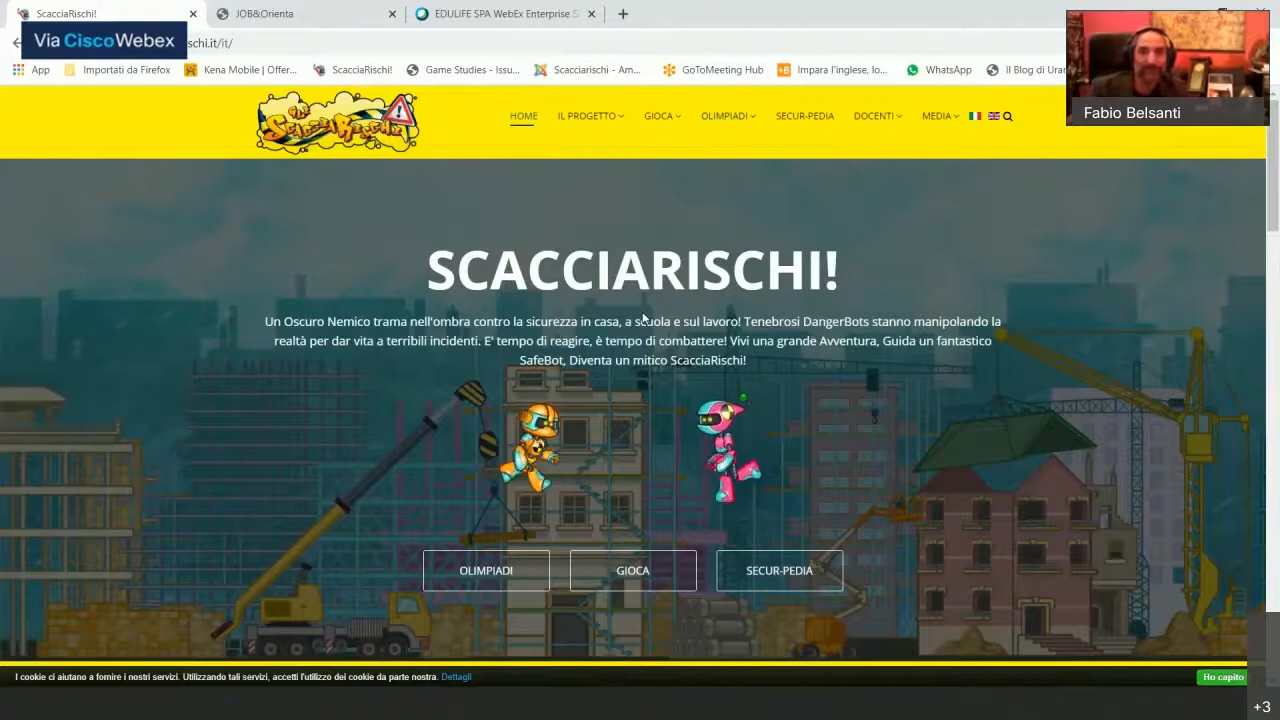 ScacciaRischi!
JOB&Orienta
EDULIFE SPA WebEx Enterprise S
Via CiscoWebex
schi.it/it/
App
Importati da Firefox
Kena Mobile | Offer...
ScacciaRischi!
Game Studies - Issu...
Scacciarischi - Am...
GoToMeeting Hub
Impara l'inglese, lo...
WhatsApp
Il Blog di Uran
Fabio Belsanti
Gli
ScacciaRischi
HOME
IL PROGETTO
GIOCA
OLIMPIADI
SECUR-PEDIA
DOCENTI
MEDIA
SCACCIARISCHI!
Un Oscuro Nemico trama nell'ombra contro la sicurezza in casa, a scuola e sul lavoro! Tenebrosi DangerBots stanno manipolando la
realtà per dar vita a terribili incidenti. E' tempo di reagire, è tempo di combattere! Vivi una grande Avventura, Guida un fantastico
SafeBot, Diventa un mitico ScacciaRischi!
OLIMPIADI
GIOCA
SECUR-PEDIA
I cookie ci aiutano a fornire i nostri servizi. Utilizzando tali servizi, accetti l'utilizzo dei cookie da parte nostra. Dettagli
Ho capito
+3